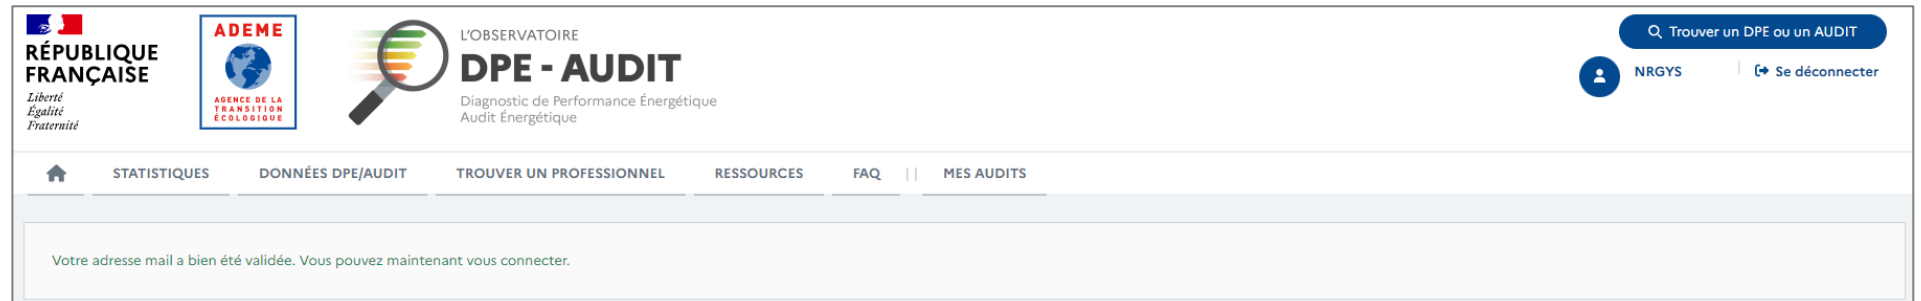 RÉPUBLIQUE
FRANÇAISE
Liberté
Égalité
Fraternité
ADEME
AGENCE DE LA
TRANSITION
ÉCOLOGIQUE
L'OBSERVATOIRE
DPE - AUDIT
Diagnostic de Performance Énergétique
Audit Énergétique
Trouver un DPE ou un AUDIT
NRGYS
Se déconnecter
STATISTIQUES DONNÉES DPE/AUDIT TROUVER UN PROFESSIONNEL RESSOURCES FAQ || MES AUDITS
Votre adresse mail a bien été validée. Vous pouvez maintenant vous connecter.